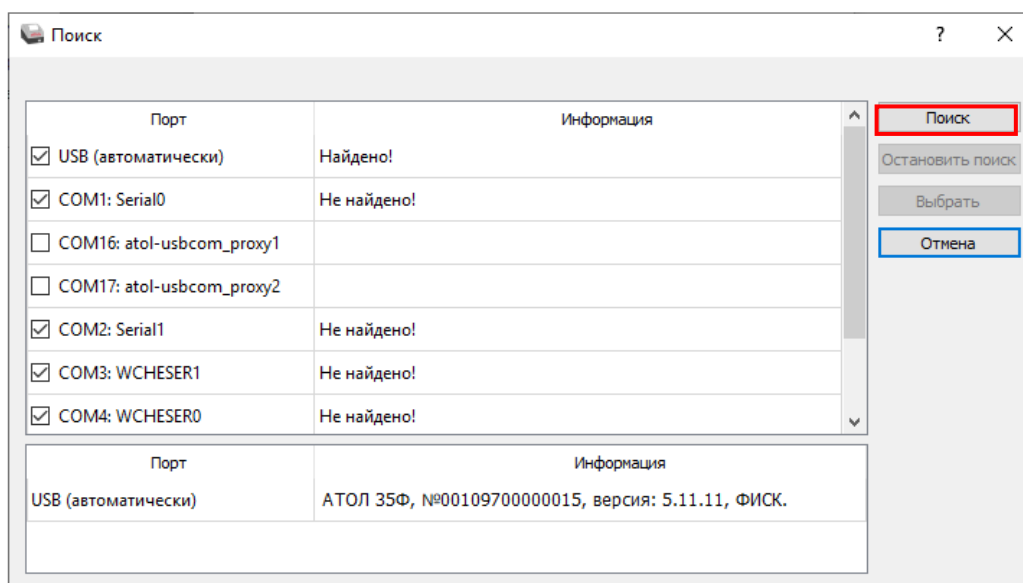 Поиск
?
Порт Информация
USB (автоматически) Найдено!
COM1: Serial0 Не найдено!
COM16: atol-usbcom_proxy1
COM17: atol-usbcom_proxy2
COM2: Serial1 Не найдено!
COM3: WCHESER1 Не найдено!
COM4: WCHESER0 Не найдено!
Поиск
Остановить поиск
Выбрать
Отмена
Порт Информация
USB (автоматически) АТОЛ 35Ф, №00109700000015, версия: 5.11.11, ФИСК.